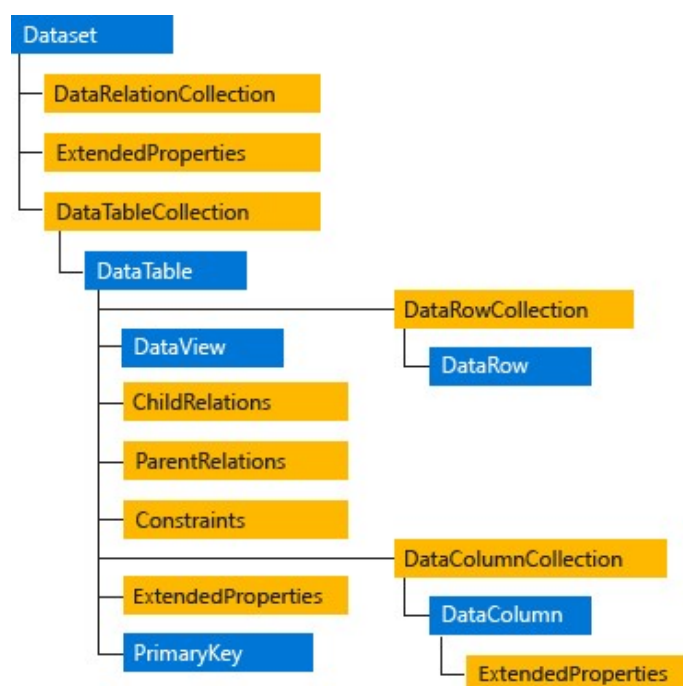 Dataset
DataRelationCollection
ExtendedProperties
DataTableCollection
DataTable
DataRowCollection
DataView
DataRow
ChildRelations
ParentRelations
Constraints
DataColumnCollection
ExtendedProperties
DataColumn
PrimaryKey
ExtendedProperties